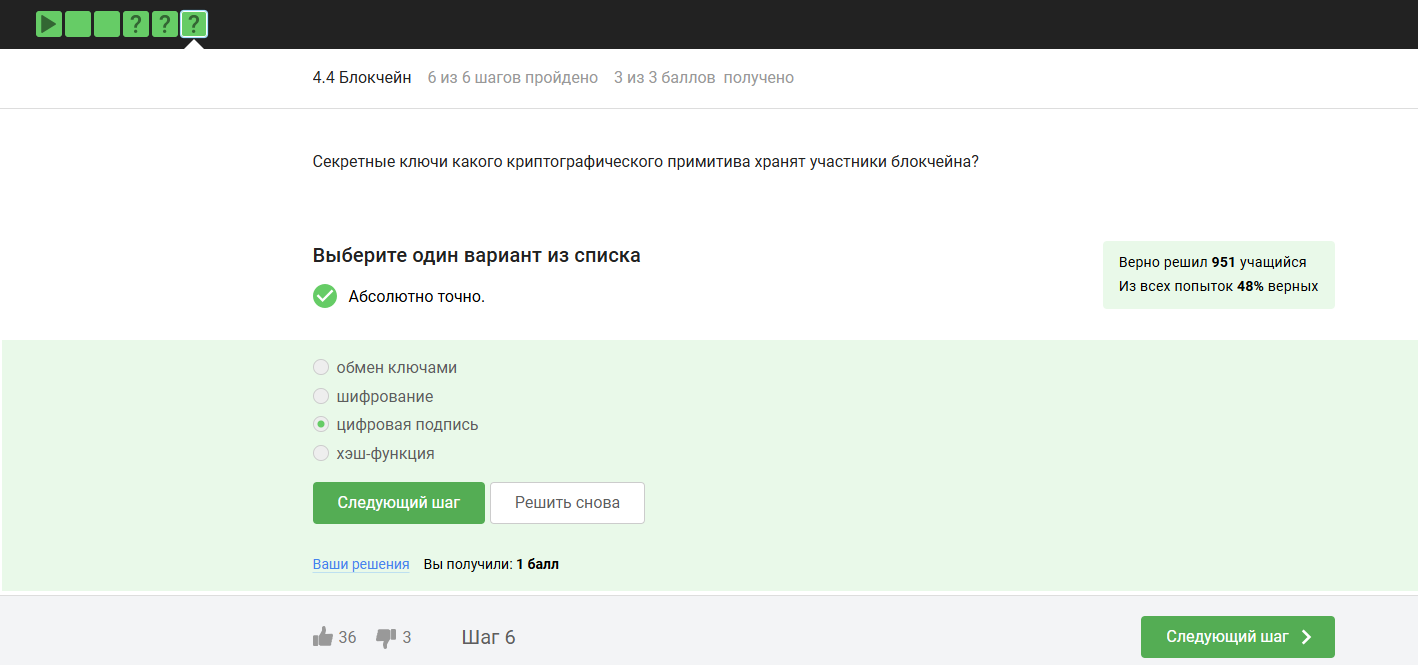 ? ? ?
4.4 Блокчейн 6 из 6 шагов пройдено 3 из 3 баллов получено
Секретные ключи какого криптографического примитива хранят участники блокчейна?
Выберите один вариант из списка
Абсолютно точно.
Верно решил 951 учащийся
Из всех попыток 48% верных
обмен ключами
шифрование
цифровая подпись
хэш-функция
Следующий шаг Решить снова
Ваши решения Вы получили: 1 балл
36 3 Шаг 6 Следующий шаг